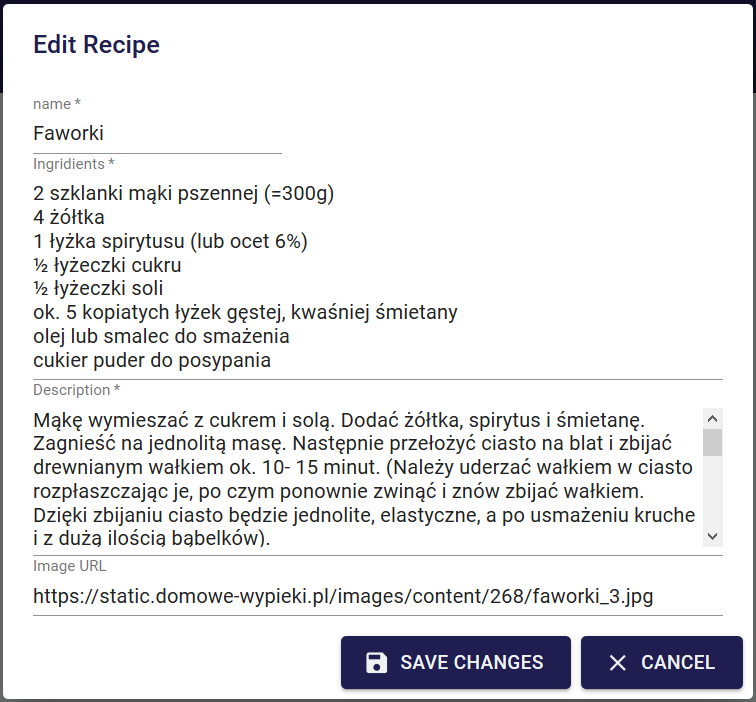 Edit Recipe
name *
Faworki
Ingridients *
2 szklanki mąki pszennej (=300g)
4 żółtka
1 łyżka spirytusu (lub ocet 6%)
½ łyżeczki cukru
½ łyżeczki soli
ok. 5 kopiatych łyżek gęstej, kwaśniej śmietany
olej lub smalec do smażenia
cukier puder do posypania
Description *
Mąkę wymieszać z cukrem i solą. Dodać żółtka, spirytus i śmietanę.
Zagnieść na jednolitą masę. Następnie przełożyć ciasto na blat i zbijać
drewnianym wałkiem ok. 10- 15 minut. (Należy uderzać wałkiem w ciasto
rozpłaszczając je, po czym ponownie zwinąć i znów zbijać wałkiem.
Dzięki zbijaniu ciasto będzie jednolite, elastyczne, a po usmażeniu kruche
i z dużą ilością bąbelków).
Image URL
https://static.domowe-wypieki.pl/images/content/268/faworki_3.jpg
SAVE CHANGES
CANCEL